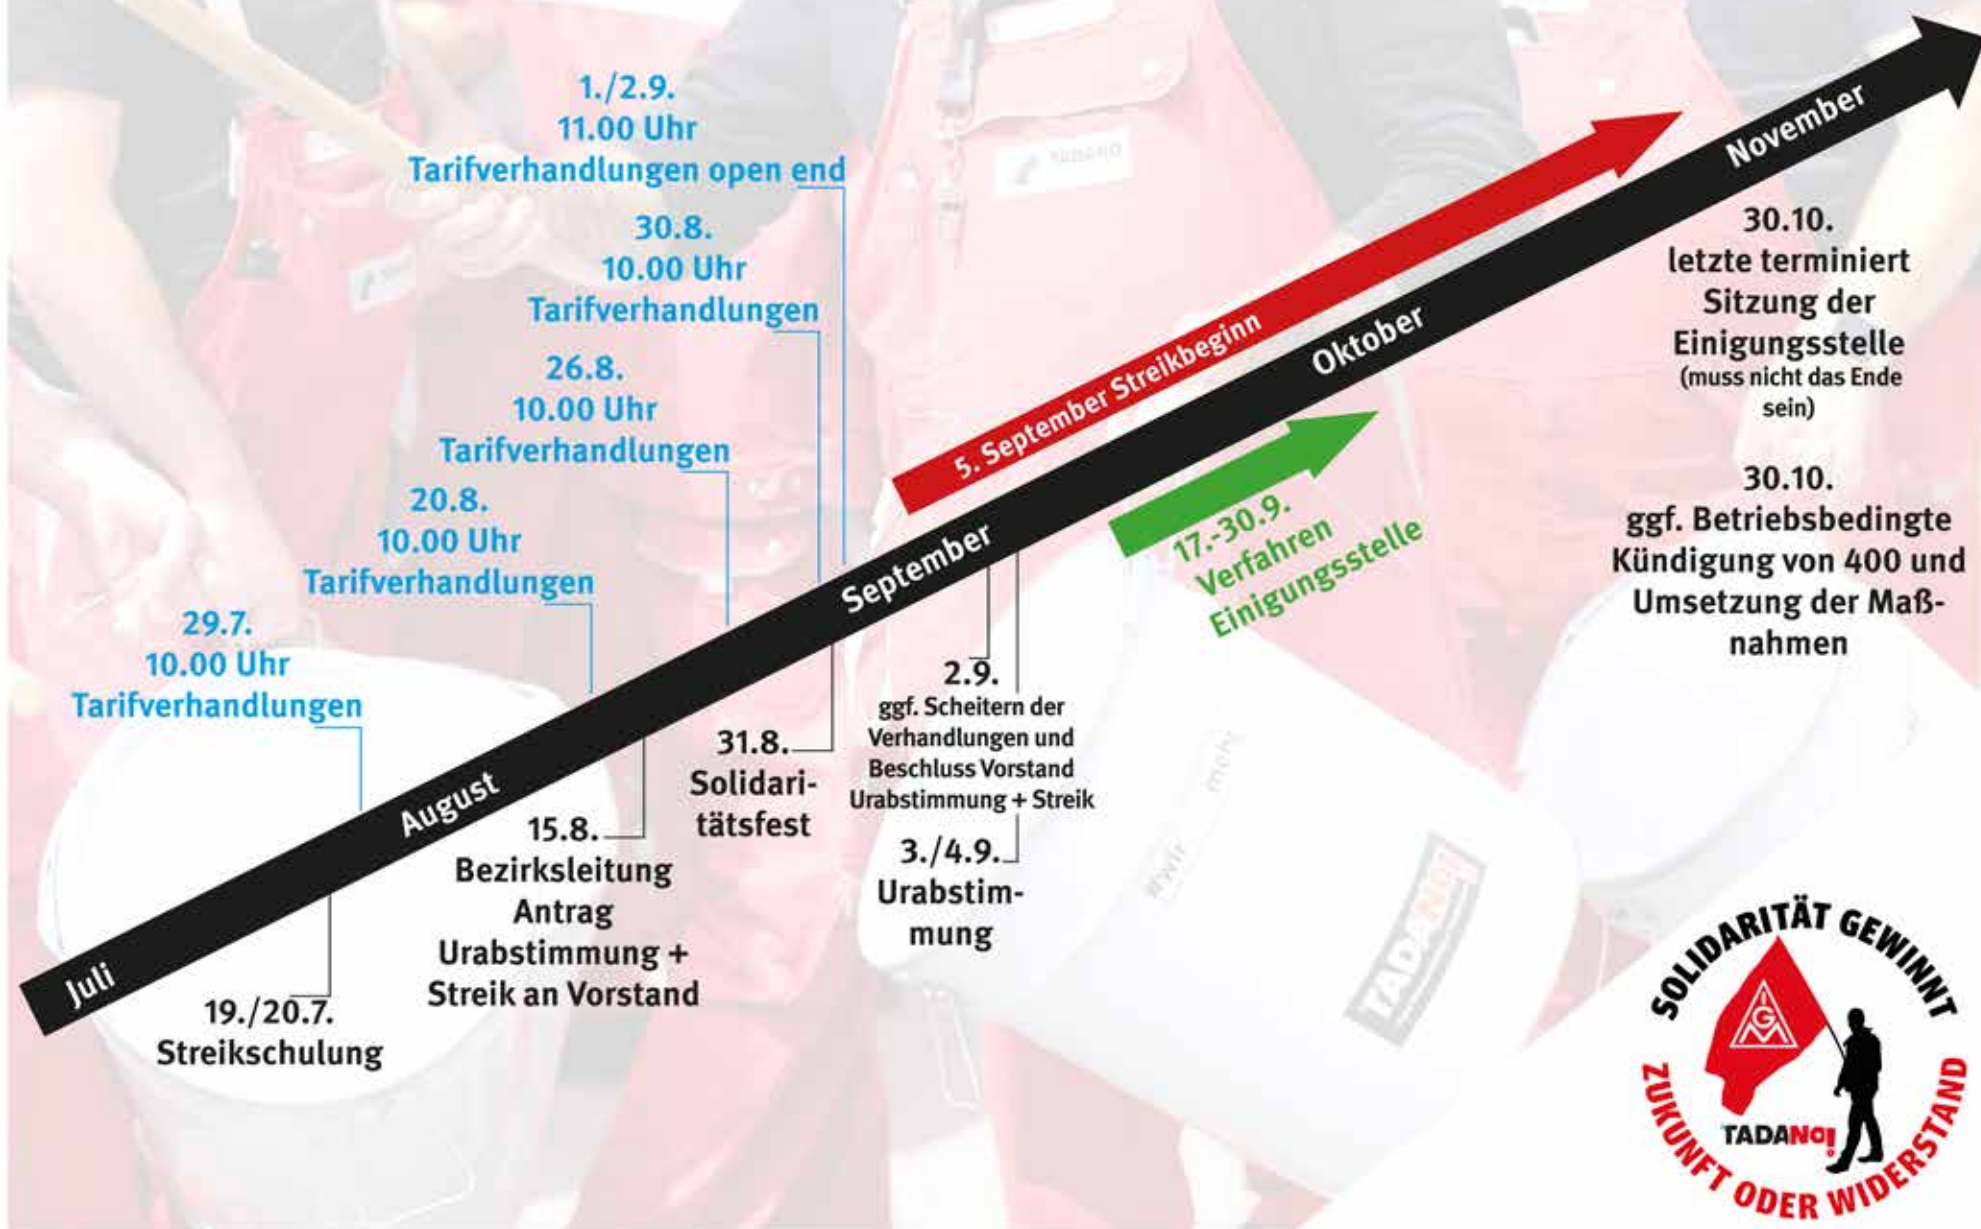 1./2.9.
11.00 Uhr
Tarifverhandlungen open end
30.8.
10.00 Uhr
Tarifverhandlungen
26.8.
10.00 Uhr
Tarifverhandlungen
20.8.
10.00 Uhr
Tarifverhandlungen
29.7.
10.00 Uhr
Tarifverhandlungen
Juli
August
September
Oktober
November
5. September Streikbeginn
17.-30.9.
Verfahren
Einigungsstelle
19./20.7.
Streikschulung
15.8.
Bezirksleitung
Antrag
Urabstimmung +
Streik an Vorstand
31.8.
Solidari-
tätsfest
2.9.
ggf. Scheitern der
Verhandlungen und
Beschluss Vorstand
Urabstimmung + Streik
3./4.9.
Urabstim-
mung
30.10.
letzte terminiert
Sitzung der
Einigungsstelle
(muss nicht das Ende
sein)
30.10.
ggf. Betriebsbedingte
Kündigung von 400 und
Umsetzung der Maß-
nahmen
TADANO
#wir
mehr
TADANo!
SOLIDARITÄT GEWINNT
IGM
TADANo!
ZUKUNFT ODER WIDERSTAND